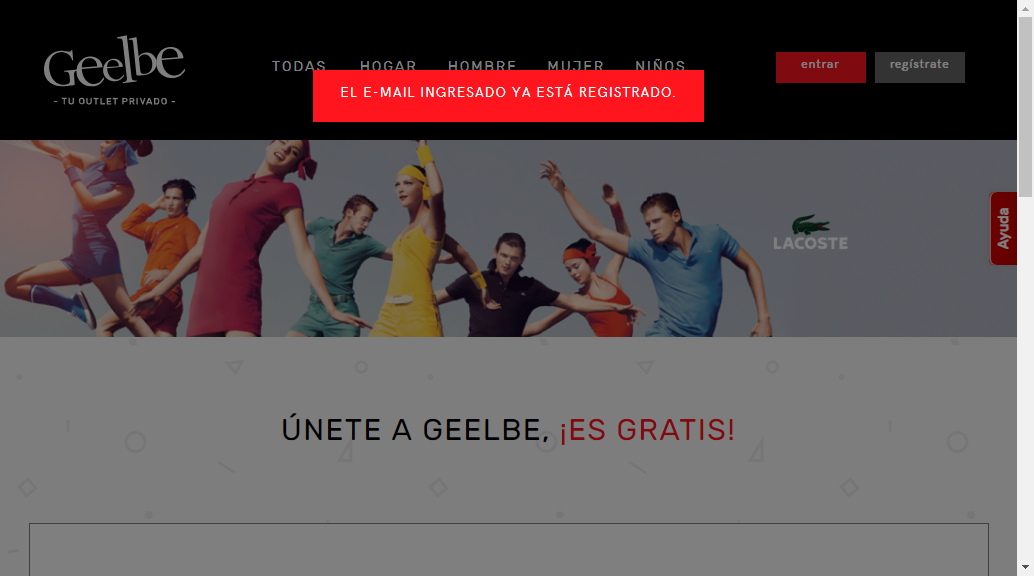 Geelbe
- TU OUTLET PRIVADO -
TODAS HOGAR HOMBRE MUJER NIÑOS
entrar regístrate
EL E-MAIL INGRESADO YA ESTÁ REGISTRADO.
LACOSTE
Ayuda
ÚNETE A GEELBE, ¡ES GRATIS!